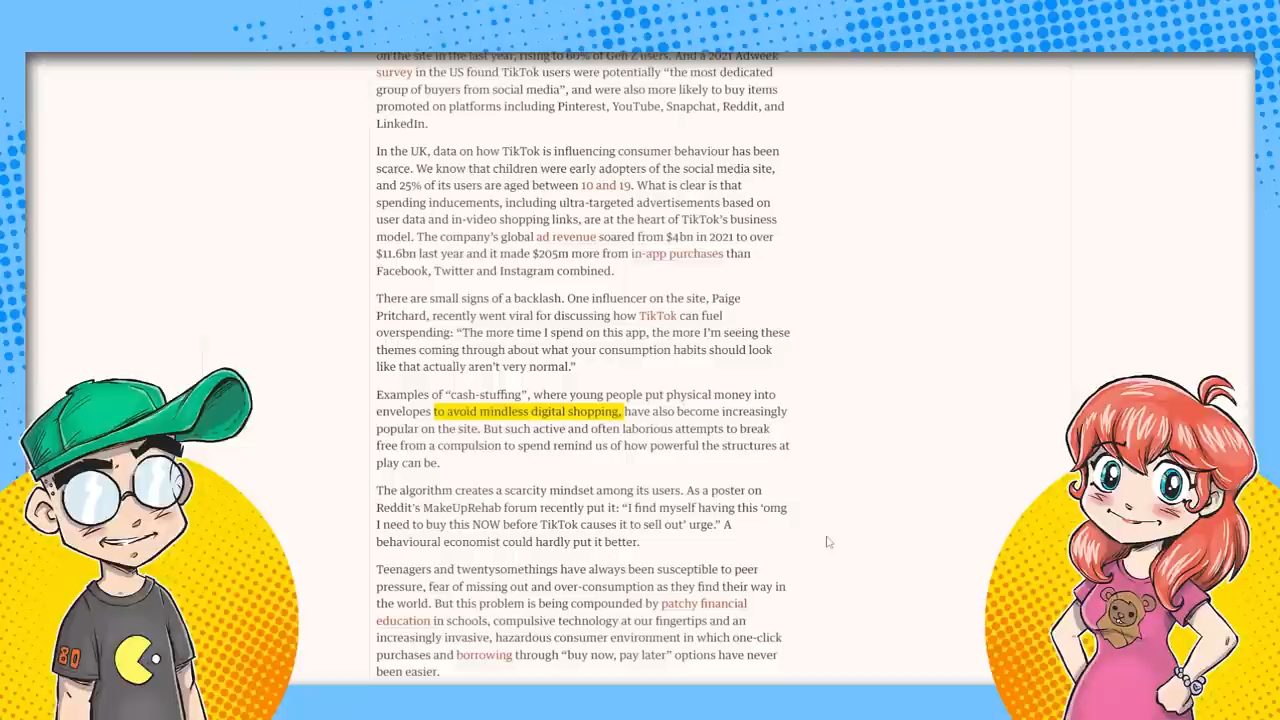 on the site in the last year, rising to 60% of Gen Z users. And a 2021 Adweek
survey in the US found TikTok users were potentially “the most dedicated
group of buyers from social media”, and were also more likely to buy items
promoted on platforms including Pinterest, YouTube, Snapchat, Reddit, and
LinkedIn.
In the UK, data on how TikTok is influencing consumer behaviour has been
scarce. We know that children were early adopters of the social media site,
and 25% of its users are aged between 10 and 19. What is clear is that
spending inducements, including ultra-targeted advertisements based on
user data and in-video shopping links, are at the heart of TikTok’s business
model. The company’s global ad revenue soared from $4bn in 2021 to over
$11.6bn last year and it made $205m more from in-app purchases than
Facebook, Twitter and Instagram combined.
There are small signs of a backlash. One influencer on the site, Paige
Pritchard, recently went viral for discussing how TikTok can fuel
overspending: “The more time I spend on this app, the more I’m seeing these
themes coming through about what your consumption habits should look
like that actually aren’t very normal.”
Examples of “cash-stuffing”, where young people put physical money into
envelopes to avoid mindless digital shopping, have also become increasingly
popular on the site. But such active and often laborious attempts to break
free from a compulsion to spend remind us of how powerful the structures at
play can be.
The algorithm creates a scarcity mindset among its users. As a poster on
Reddit’s MakeUpRehab forum recently put it: “I find myself having this ‘omg
I need to buy this NOW before TikTok causes it to sell out’ urge.” A
behavioural economist could hardly put it better.
Teenagers and twentysomethings have always been susceptible to peer
pressure, fear of missing out and over-consumption as they find their way in
the world. But this problem is being compounded by patchy financial
education in schools, compulsive technology at our fingertips and an
increasingly invasive, hazardous consumer environment in which one-click
purchases and borrowing through “buy now, pay later” options have never
been easier.
80